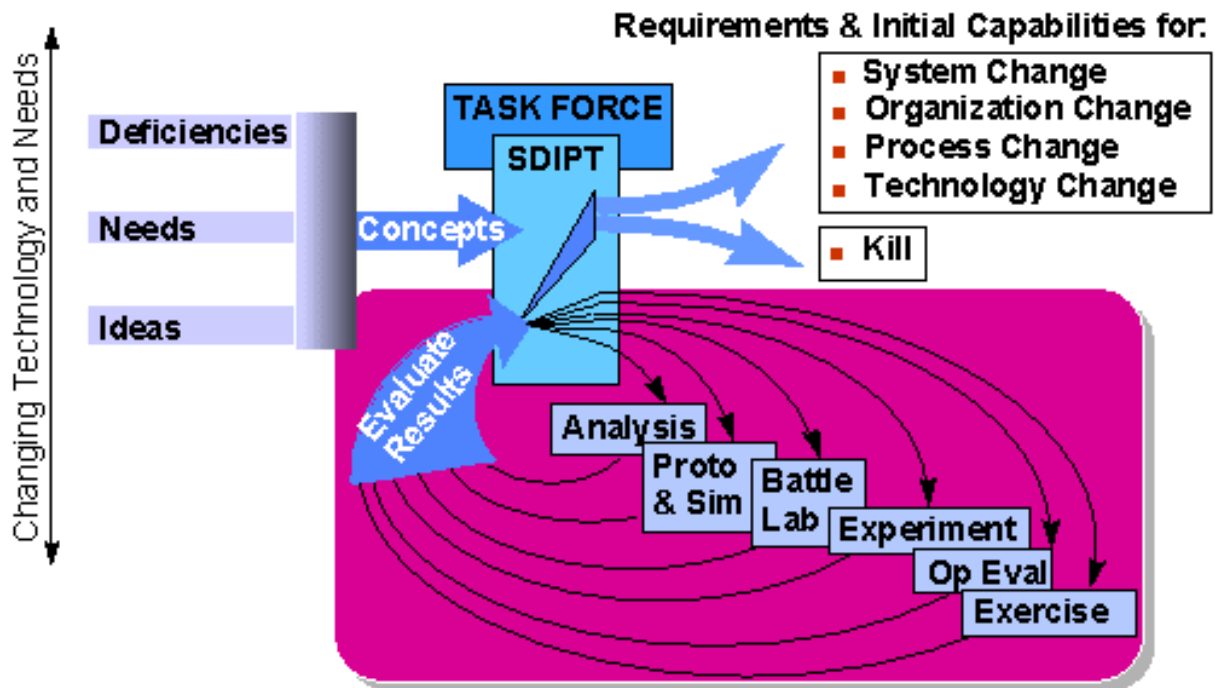 Requirements & Initial Capabilities for:
▪ System Change
▪ Organization Change
▪ Process Change
▪ Technology Change
▪ Kill
Changing Technology and Needs
Deficiencies
Needs
Ideas
Concepts
TASK FORCE
SDIPT
Evaluate
Results
Analysis
Proto
& Sim
Battle
Lab
Experiment
Op Eval
Exercise